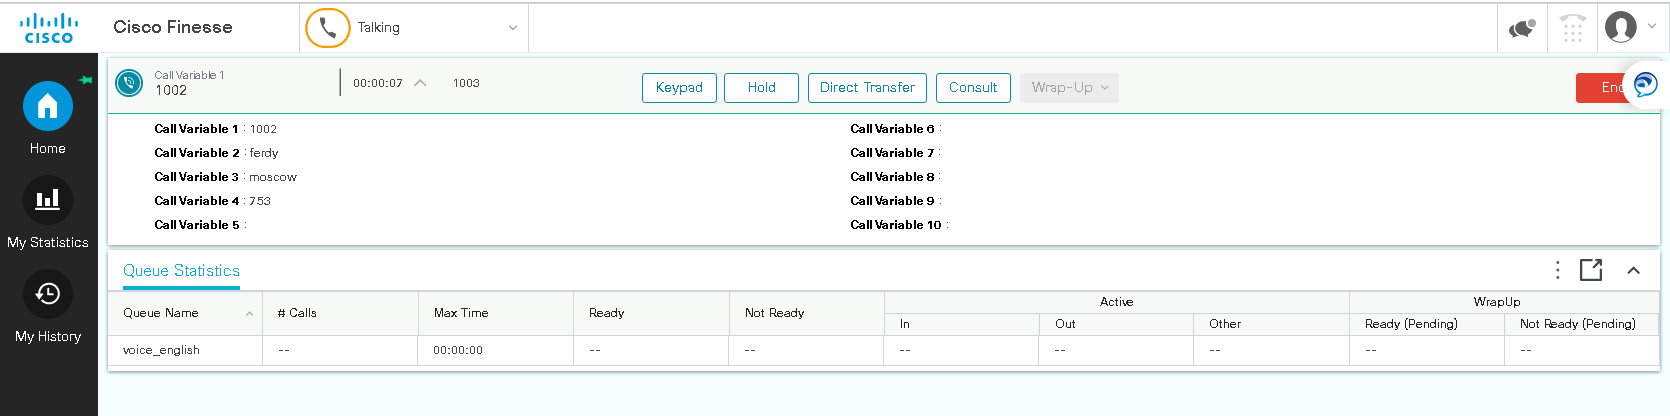 CISCO
Cisco Finesse
Talking
Call Variable 1
1002
00:00:07
1003
Keypad
Hold
Direct Transfer
Consult
Wrap-Up
Call Variable 1 : 1002
Call Variable 2 : ferdy
Call Variable 3 : moscow
Call Variable 4 : 753
Call Variable 5 :
Call Variable 6 :
Call Variable 7 :
Call Variable 8 :
Call Variable 9 :
Call Variable 10 :
Home
My Statistics
My History
Queue Statistics
Queue Name
# Calls
Max Time
Ready
Not Ready
Active
WrapUp
In
Out
Other
Ready (Pending)
Not Ready (Pending)
voice_english -- 00:00:00 -- -- -- -- -- -- --